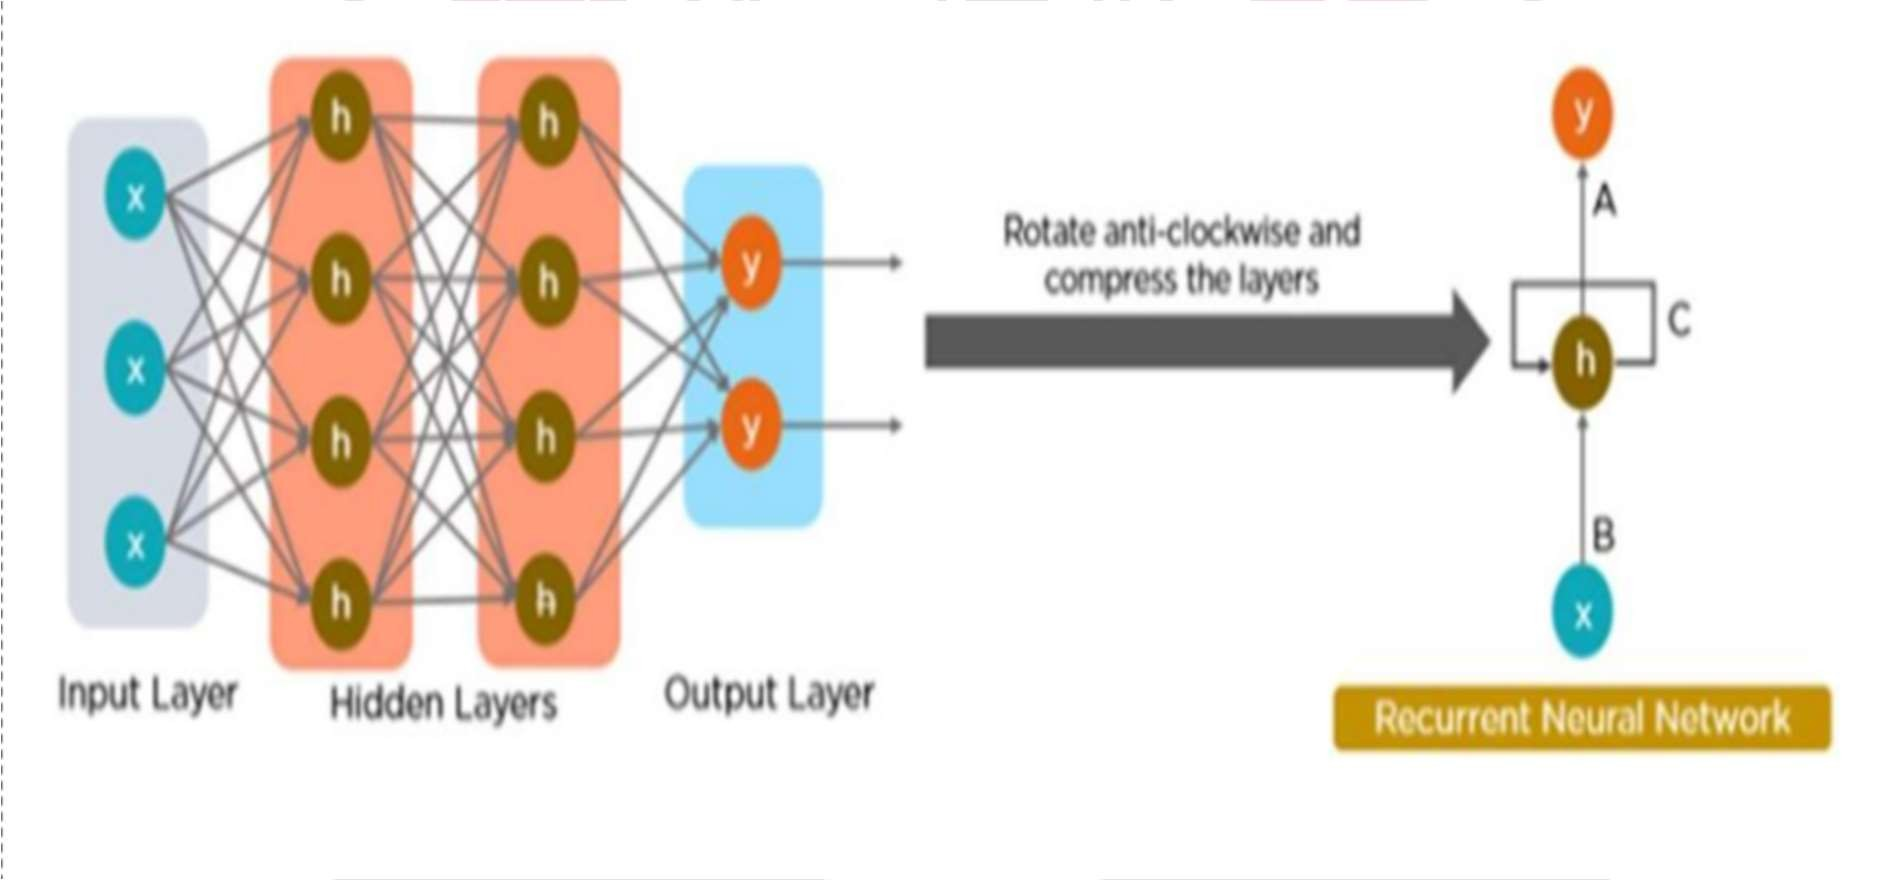 x
x
x
h
h
h
h
h
h
h
h
y
y
Input Layer
Hidden Layers
Output Layer
Rotate anti-clockwise and
compress the layers
y
A
C
h
B
x
Recurrent Neural Network